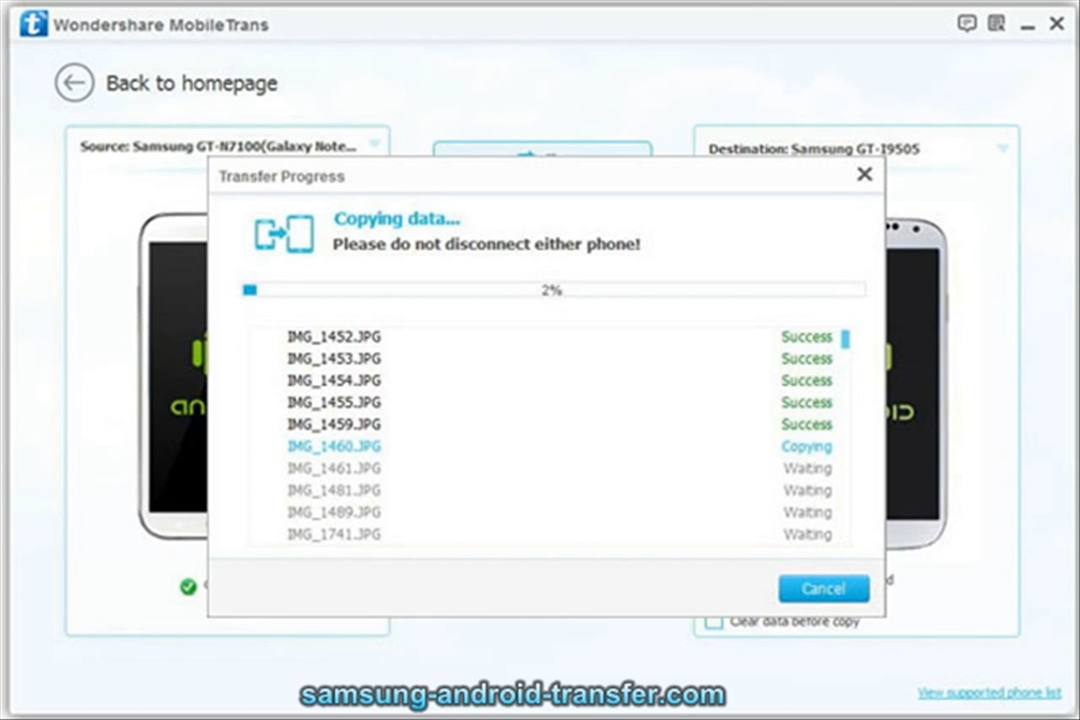 Wondershare MobileTrans
Back to homepage
Source: Samsung GT-N7100(Galaxy Note...
Destination: Samsung GT-I9505
Transfer Progress
Copying data...
Please do not disconnect either phone!
2%
IMG_1452.JPG Success
IMG_1453.JPG Success
IMG_1454.JPG Success
IMG_1455.JPG Success
IMG_1459.JPG Success
IMG_1460.JPG Copying
IMG_1461.JPG Waiting
IMG_1481.JPG Waiting
IMG_1489.JPG Waiting
IMG_1741.JPG Waiting
Cancel
Clear data before copy
samsung-android-transfer.com
View supported phone list